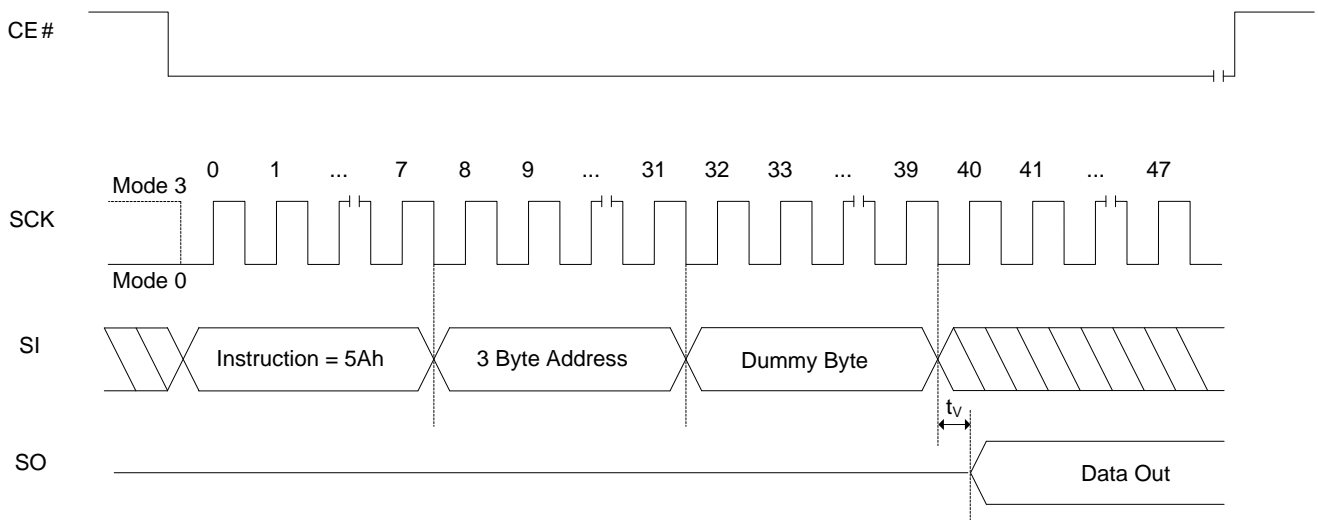 CE#
0 1 ... 7 8 9 ... 31 32 33 ... 39 40 41 ... 47
Mode 3
SCK
Mode 0
SI
Instruction = 5Ah
3 Byte Address
Dummy Byte
tV
SO
Data Out